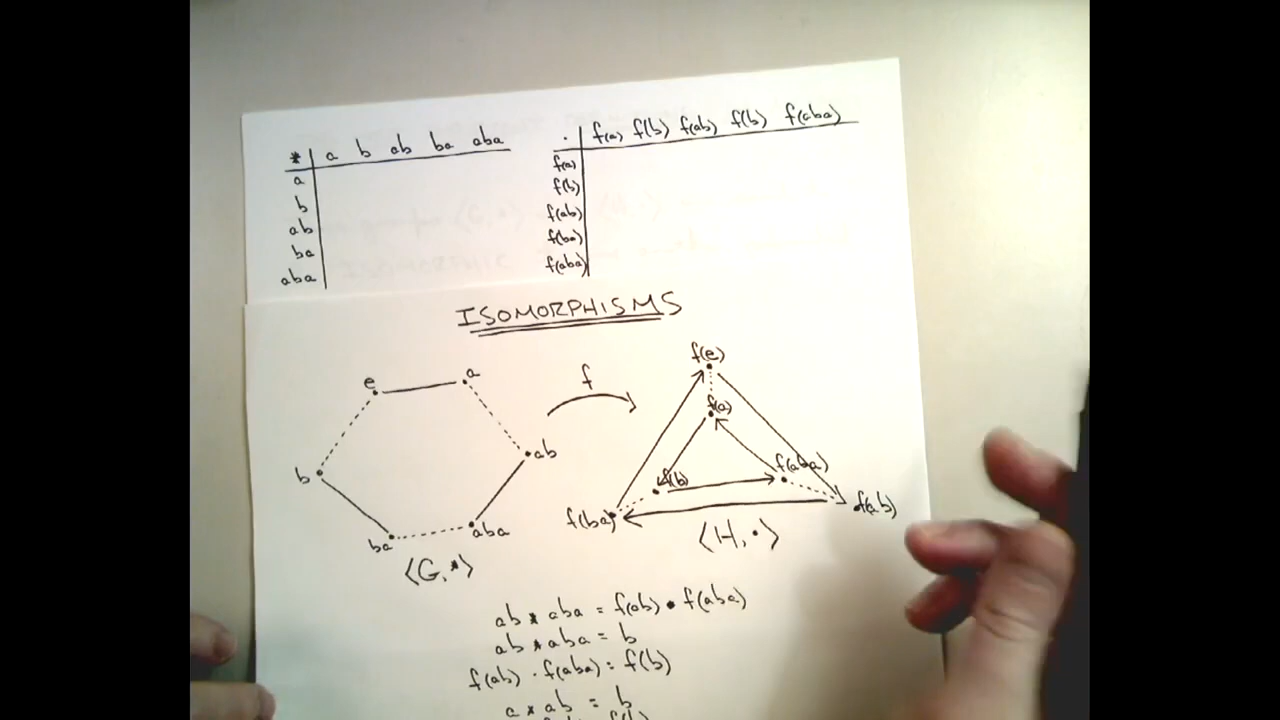 * a b ab ba aba
a
b
ab
ba
aba
· f(a) f(b) f(ab) f(b) f(aba)
f(a)
f(b)
f(ab)
f(ba)
f(aba)
ISOMORPHISMS
e a
b ab
ba aba
⟨G,*⟩
f
f(e)
f(a)
f(b) f(aba)
f(ba) f(ab)
⟨H,·⟩
ab * aba = f(ab) • f(aba)
ab * aba = b
f(ab) · f(aba) = f(b)
a * ab = b